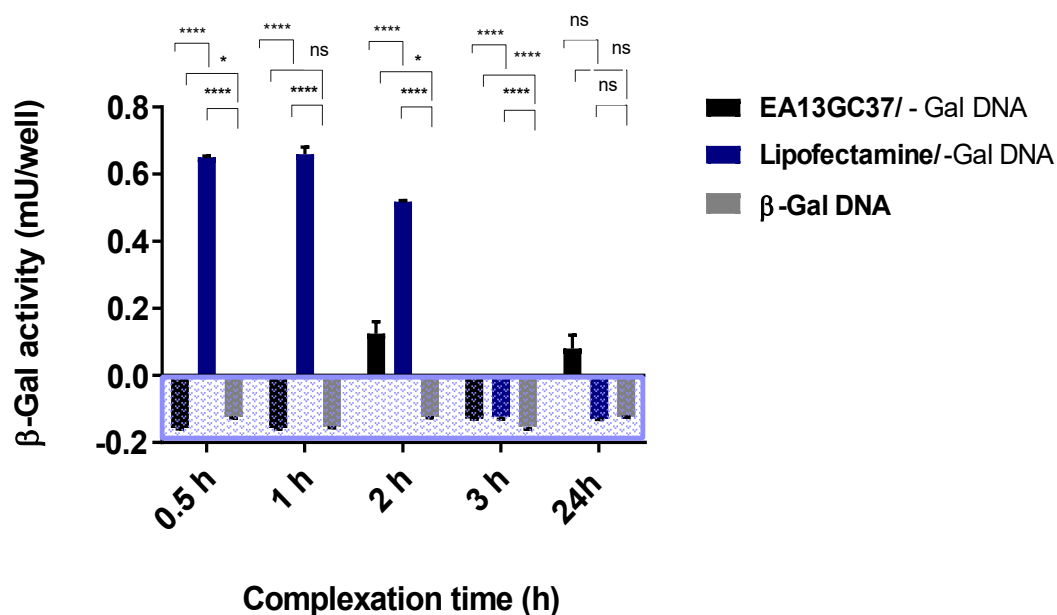 **** **** **** **** ns
* ns * **** ns
**** **** **** **** ns
β-Gal activity (mU/well)
0.8
0.6
0.4
0.2
0.0
-0.2
0.5 h 1 h 2 h 3 h 24h
Complexation time (h)
EA13GC37/ - Gal DNA
Lipofectamine/ -Gal DNA
β -Gal DNA